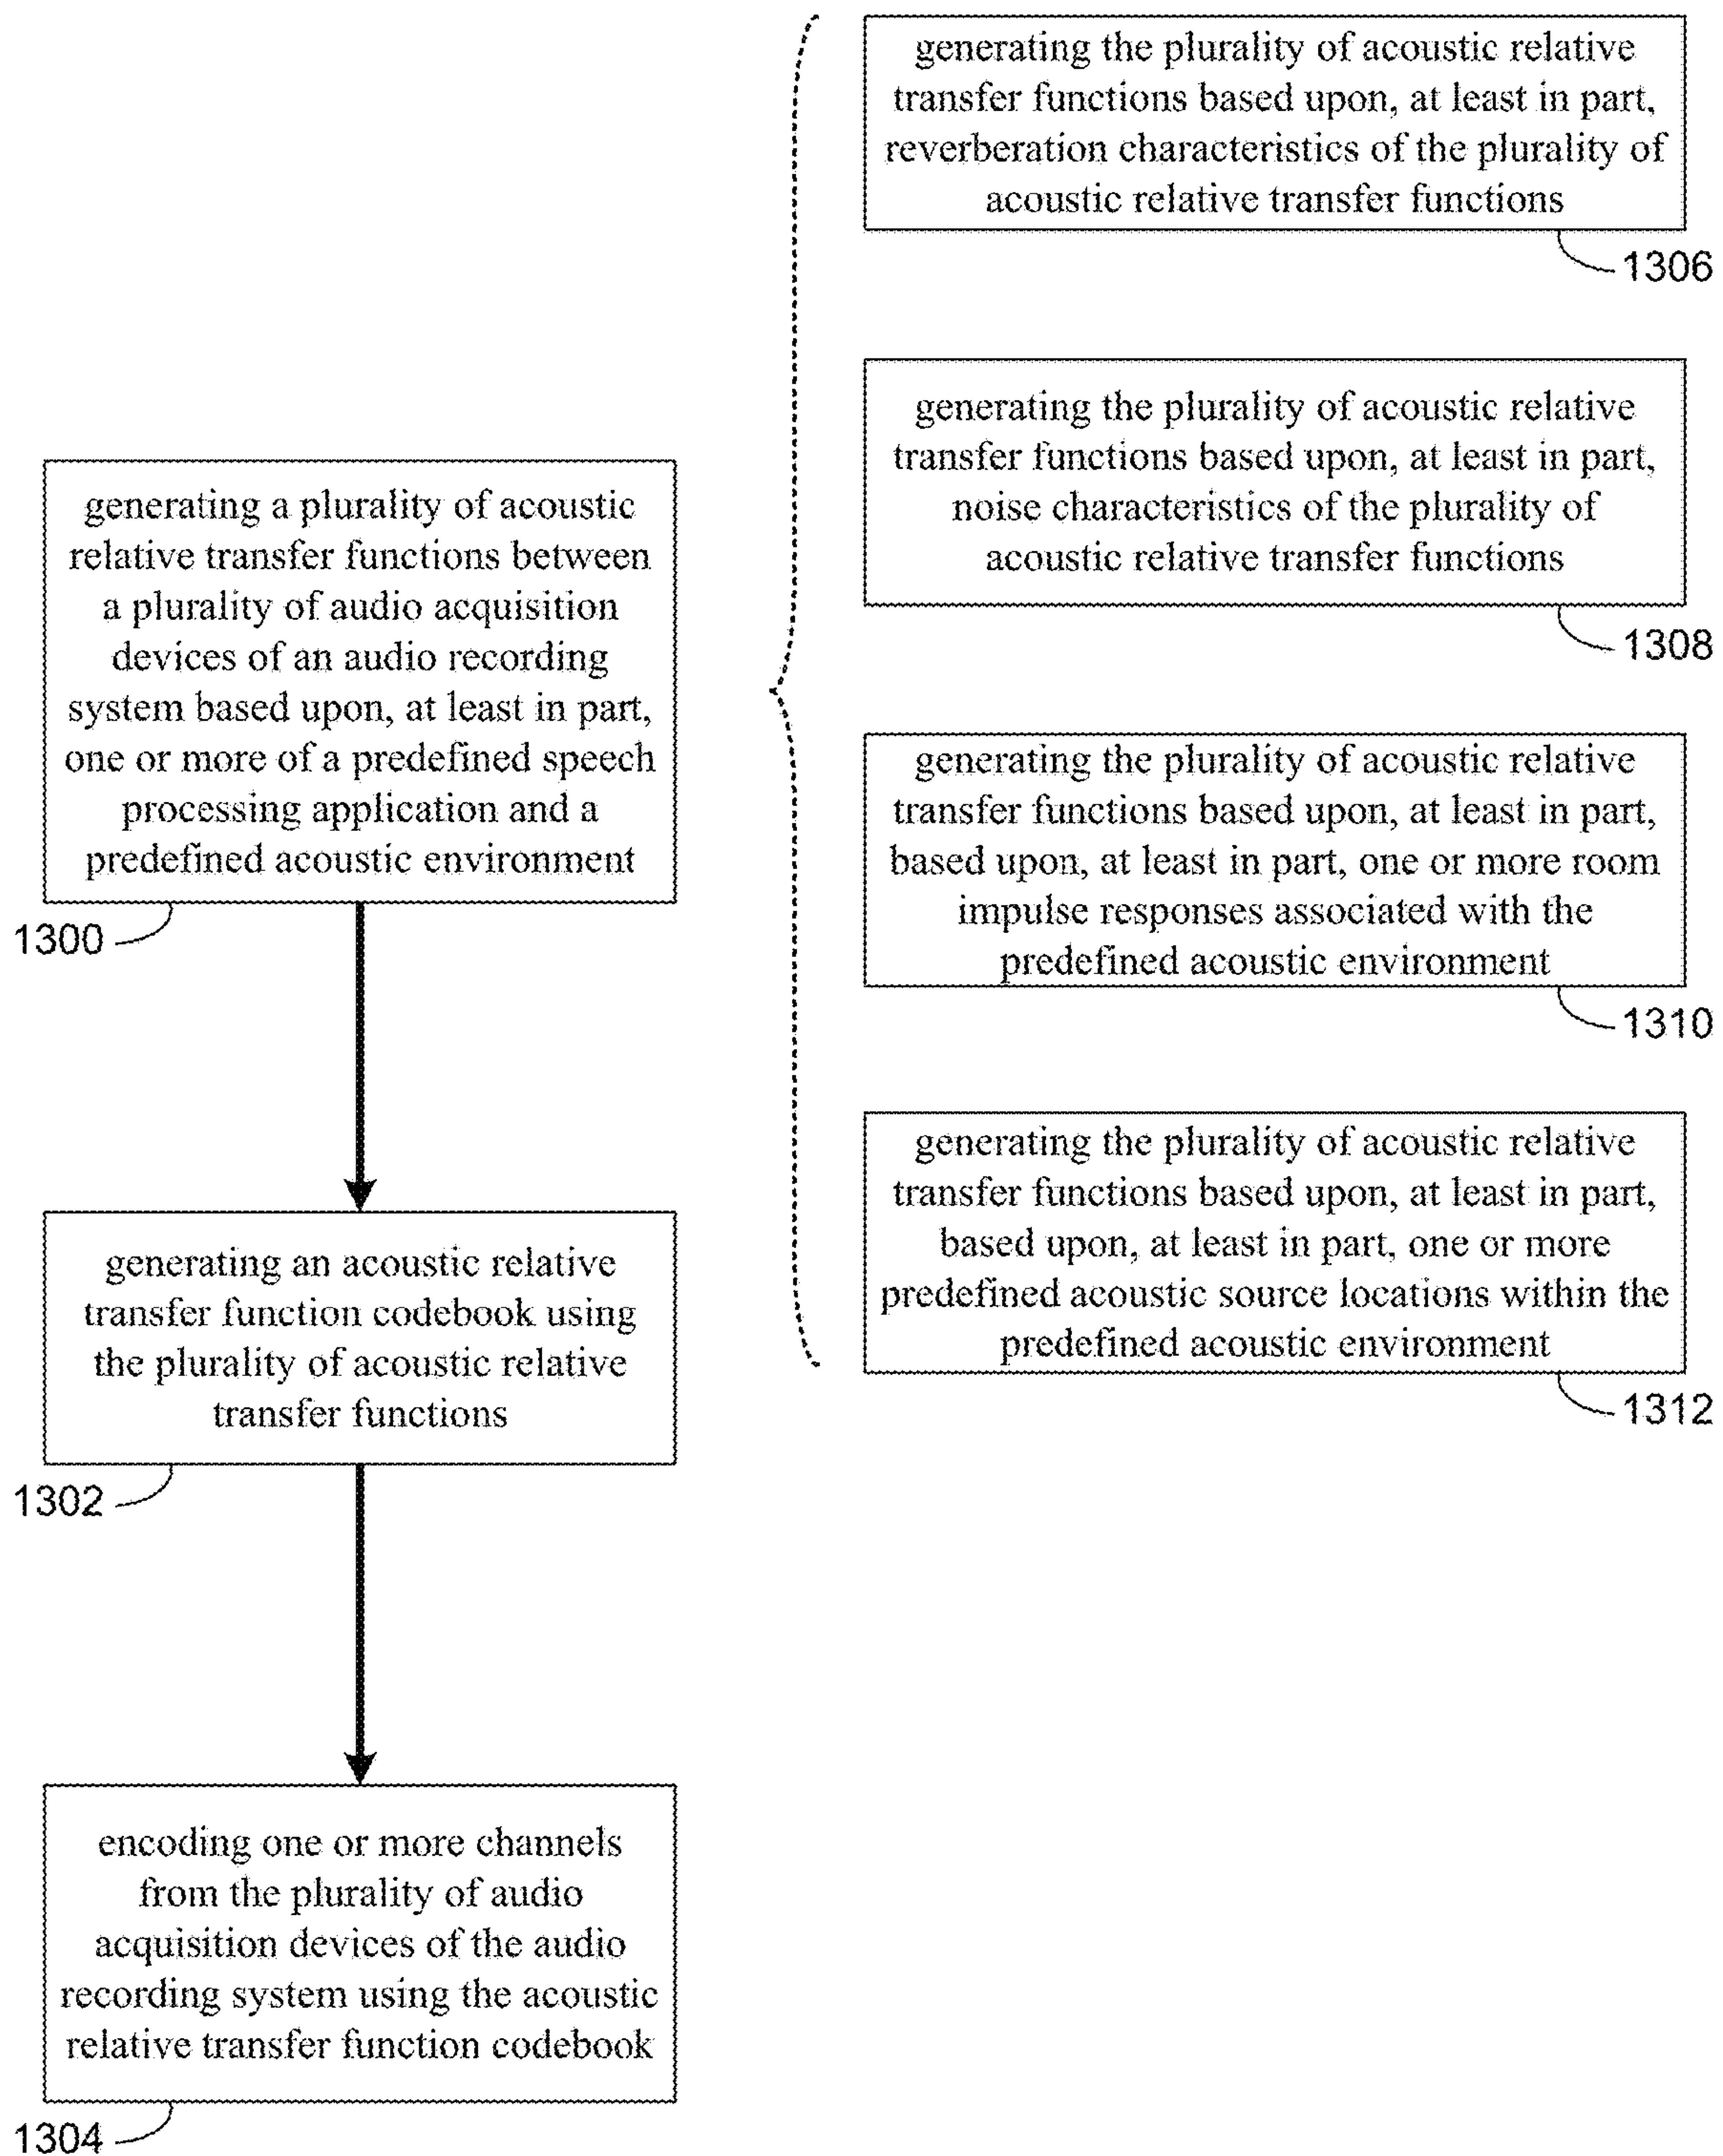 generating a plurality of acoustic
relative transfer functions between
a plurality of audio acquisition
devices of an audio recording
system based upon, at least in part,
one or more of a predefined speech
processing application and a
predefined acoustic environment
1300
generating an acoustic relative
transfer function codebook using
the plurality of acoustic relative
transfer functions
1302
encoding one or more channels
from the plurality of audio
acquisition devices of the audio
recording system using the acoustic
relative transfer function codebook
1304
generating the plurality of acoustic relative
transfer functions based upon, at least in part,
reverberation characteristics of the plurality of
acoustic relative transfer functions
1306
generating the plurality of acoustic relative
transfer functions based upon, at least in part,
noise characteristics of the plurality of
acoustic relative transfer functions
1308
generating the plurality of acoustic relative
transfer functions based upon, at least in part,
based upon, at least in part, one or more room
impulse responses associated with the
predefined acoustic environment
1310
generating the plurality of acoustic relative
transfer functions based upon, at least in part,
based upon, at least in part, one or more
predefined acoustic source locations within the
predefined acoustic environment
1312